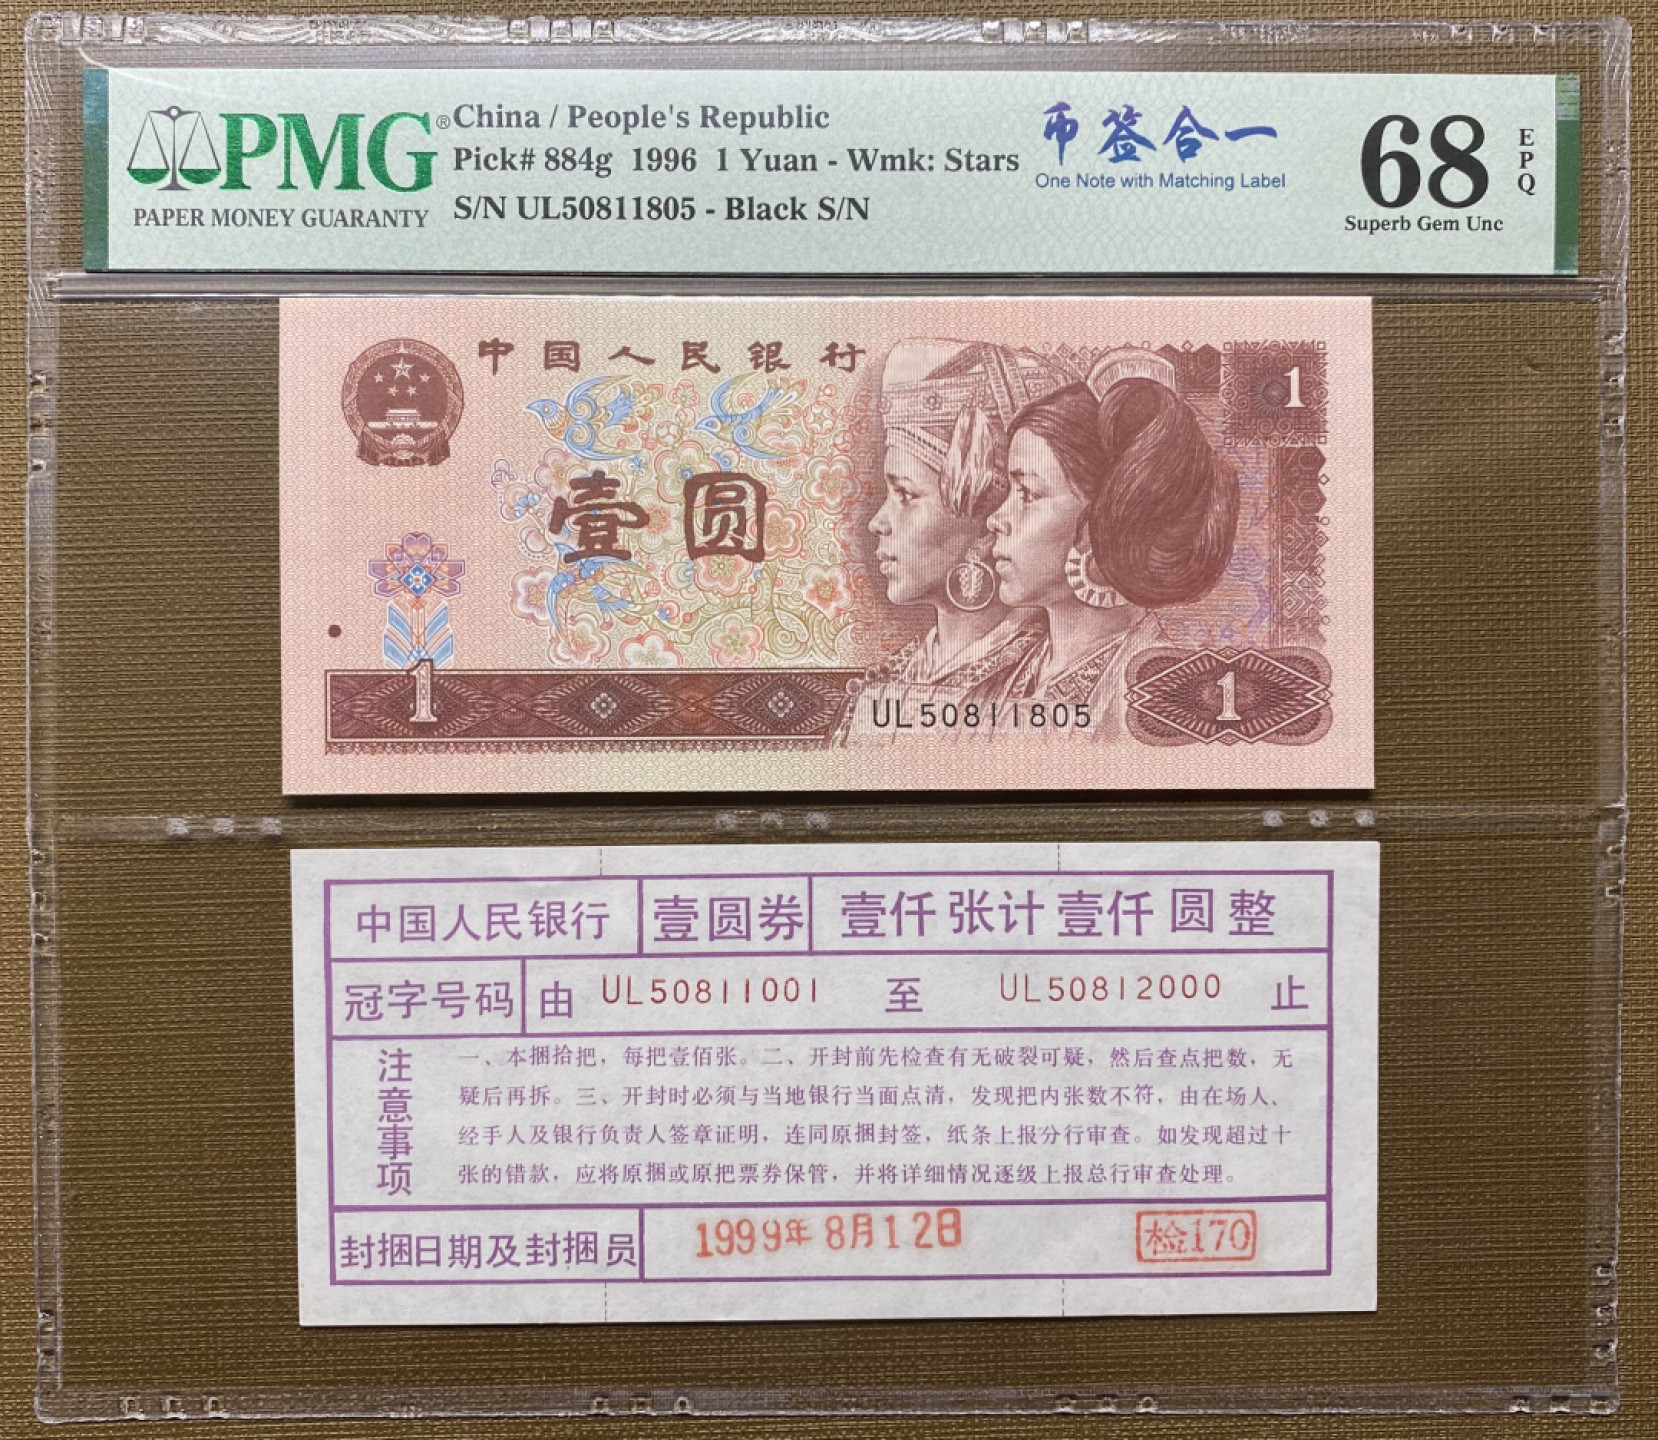 PMG®
PAPER MONEY GUARANTY
China / People's Republic
Pick# 884g 1996 1 Yuan - Wmk: Stars
S/N UL50811805 - Black S/N
币签合一
One Note with Matching Label
68
EPQ
Superb Gem Unc
中国人民银行
1
壹圆
1
UL50811805
1
中国人民银行 壹圆券 壹仟张计壹仟圆整
冠字号码 由 UL50811001 至 UL50812000 止
注意事项
一、本捆拾把，每把壹佰张。二、开封前先检查有无破裂可疑，然后查点把数，无
疑后再拆。三、开封时必须与当地银行当面点清，发现把内张数不符，由在场人、
经手人及银行负责人签章证明，连同原捆封签，纸条上报分行审查。如发现超过十
张的错款，应将原捆或原把票券保管，并将详细情况逐级上报总行审查处理。
封捆日期及封捆员 1999年8月12日 检170